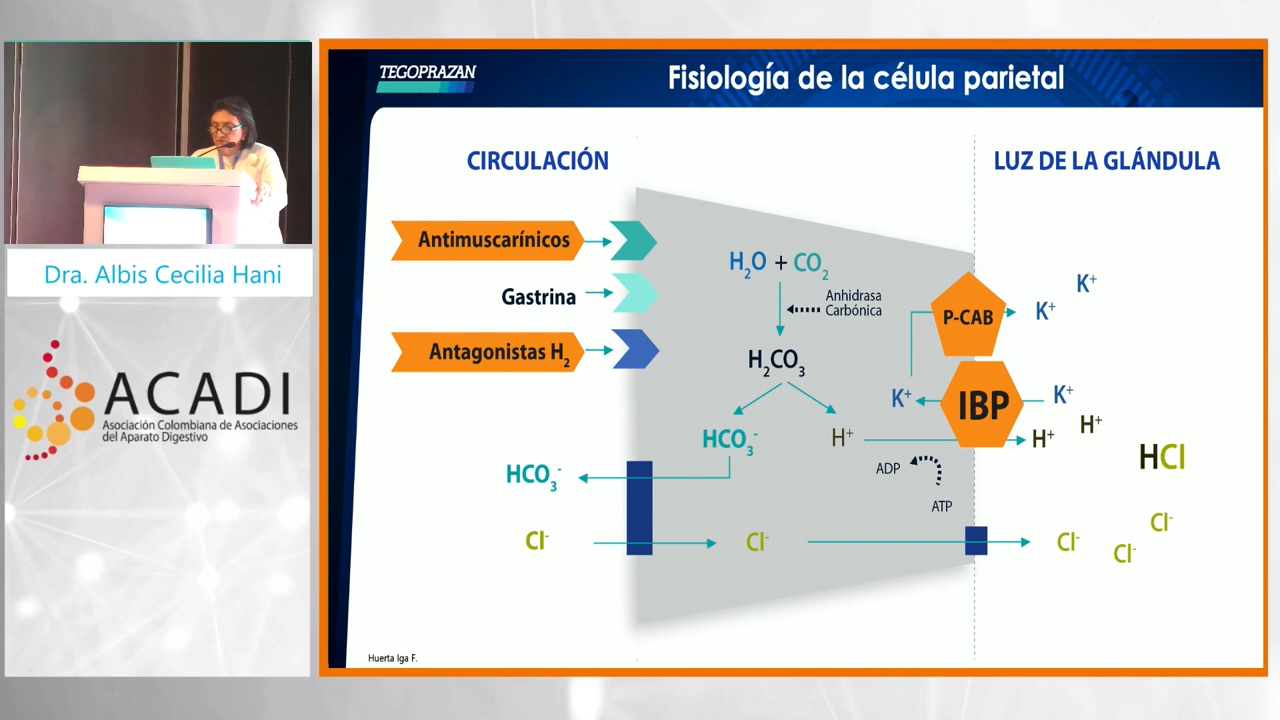 TEGOPRAZAN
Fisiología de la célula parietal
CIRCULACIÓN
LUZ DE LA GLÁNDULA
Antimuscarínicos
Gastrina
Antagonistas H₂
H₂O + CO₂
Anhidrasa
Carbónica
H₂CO₃
HCO₃⁻
H⁺
HCO₃⁻
Cl⁻
Cl⁻
ADP
ATP
P-CAB
IBP
K⁺
K⁺
K⁺
K⁺
H⁺
H⁺
HCl
Cl⁻
Cl⁻
Cl⁻
Huerta Iga F.
Dra. Albis Cecilia Hani
ACADI
Asociación Colombiana de Asociaciones
del Aparato Digestivo